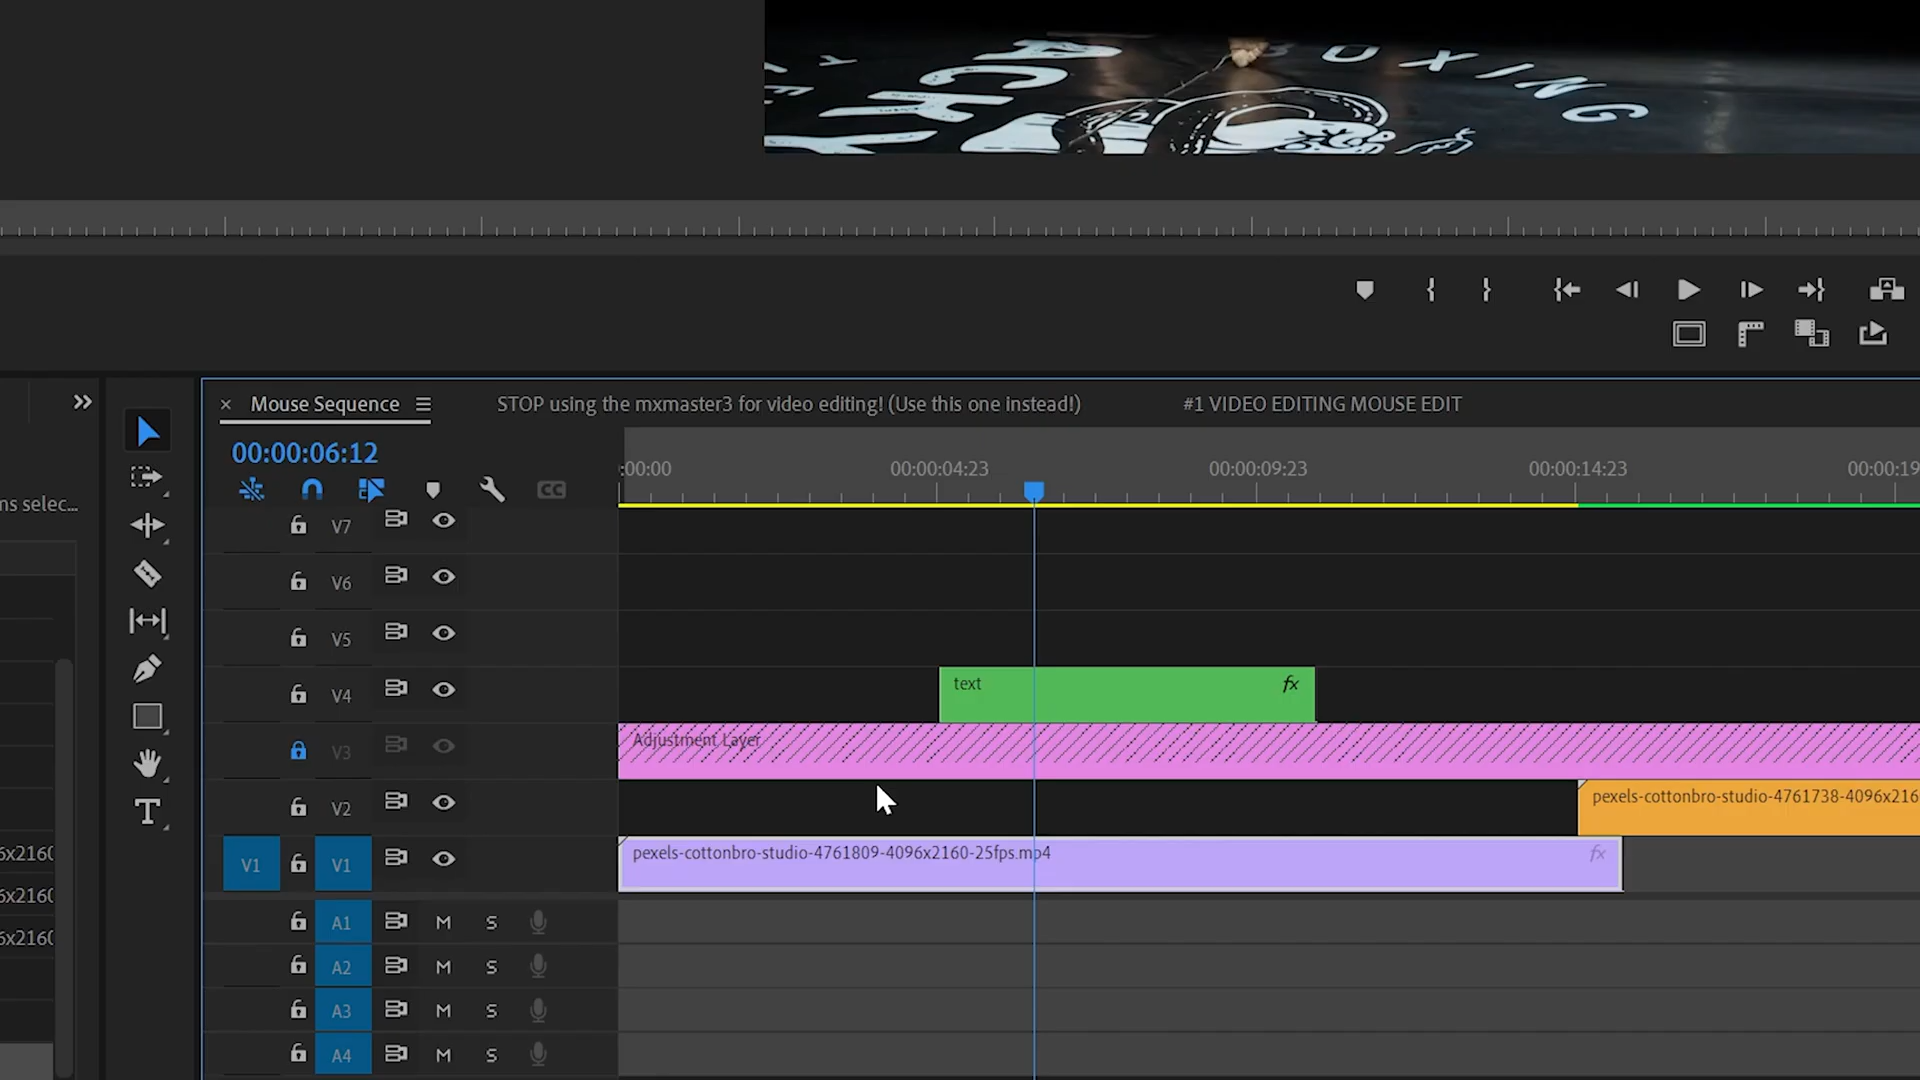 BOXING
ACHY
Mouse Sequence
STOP using the mxmaster3 for video editing! (Use this one instead!)
#1 VIDEO EDITING MOUSE EDIT
00:00:06:12
:00:00
00:00:04:23
00:00:09:23
00:00:14:23
00:00:19
CC
ns selec...
V7
V6
V5
V4
text
fx
V3
Adjustment Layer
V2
pexels-cottonbro-studio-4761738-4096x216
6x2160
V1
V1
pexels-cottonbro-studio-4761809-4096x2160-25fps.mp4
fx
6x2160
A1
M
S
6x2160
A2
M
S
A3
M
S
A4
M
S